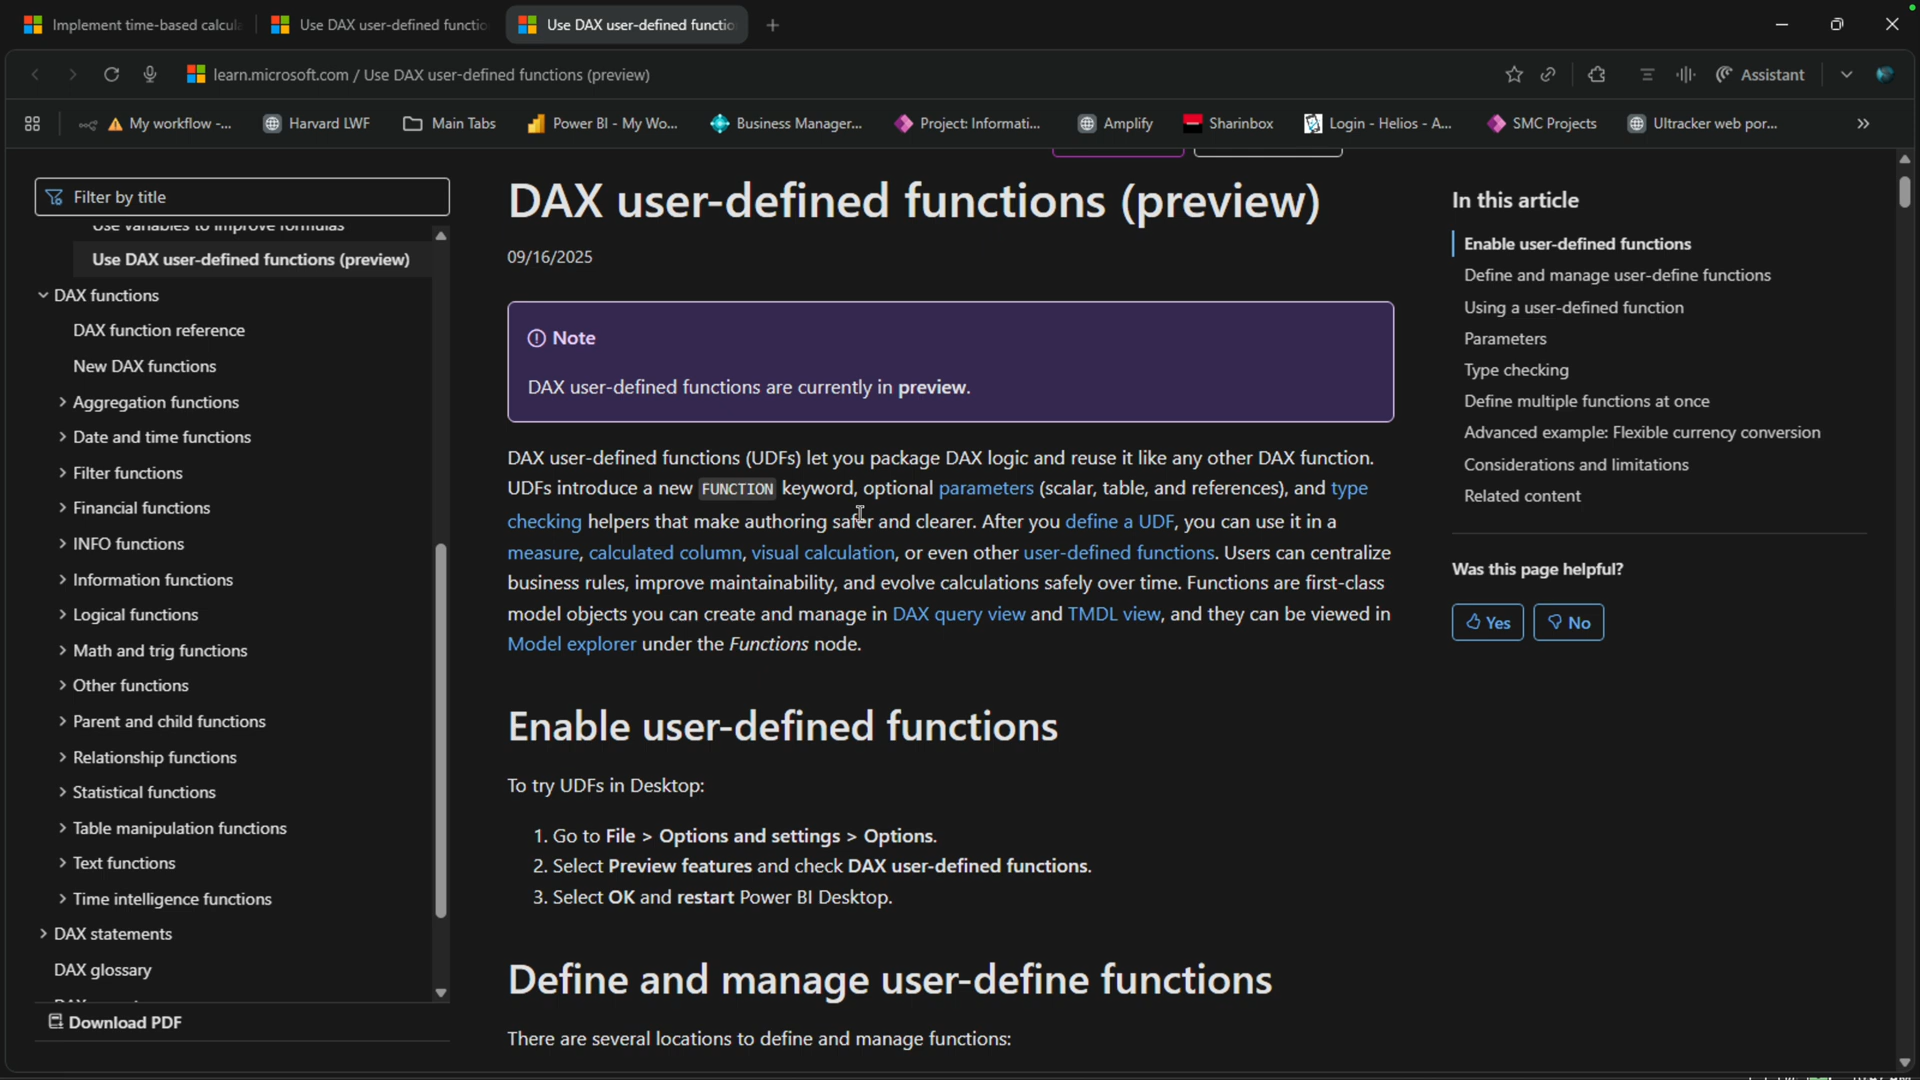 Implement time-based calcula
Use DAX user-defined functio
Use DAX user-defined functio
learn.microsoft.com / Use DAX user-defined functions (preview)
Assistant
My workflow -...
Harvard LWF
Main Tabs
Power BI - My Wo...
Business Manager...
Project: Informati...
Amplify
Sharinbox
Login - Helios - A...
SMC Projects
Ultracker web por...
Filter by title
Use variables to improve formulas
Use DAX user-defined functions (preview)
DAX functions
DAX function reference
New DAX functions
Aggregation functions
Date and time functions
Filter functions
Financial functions
INFO functions
Information functions
Logical functions
Math and trig functions
Other functions
Parent and child functions
Relationship functions
Statistical functions
Table manipulation functions
Text functions
Time intelligence functions
DAX statements
DAX glossary
Download PDF
DAX user-defined functions (preview)
09/16/2025
Note
DAX user-defined functions are currently in preview.
DAX user-defined functions (UDFs) let you package DAX logic and reuse it like any other DAX function.
UDFs introduce a new FUNCTION keyword, optional parameters (scalar, table, and references), and type
checking helpers that make authoring safer and clearer. After you define a UDF, you can use it in a
measure, calculated column, visual calculation, or even other user-defined functions. Users can centralize
business rules, improve maintainability, and evolve calculations safely over time. Functions are first-class
model objects you can create and manage in DAX query view and TMDL view, and they can be viewed in
Model explorer under the Functions node.
Enable user-defined functions
To try UDFs in Desktop:
1. Go to File > Options and settings > Options.
2. Select Preview features and check DAX user-defined functions.
3. Select OK and restart Power BI Desktop.
Define and manage user-define functions
There are several locations to define and manage functions:
In this article
Enable user-defined functions
Define and manage user-define functions
Using a user-defined function
Parameters
Type checking
Define multiple functions at once
Advanced example: Flexible currency conversion
Considerations and limitations
Related content
Was this page helpful?
Yes
No